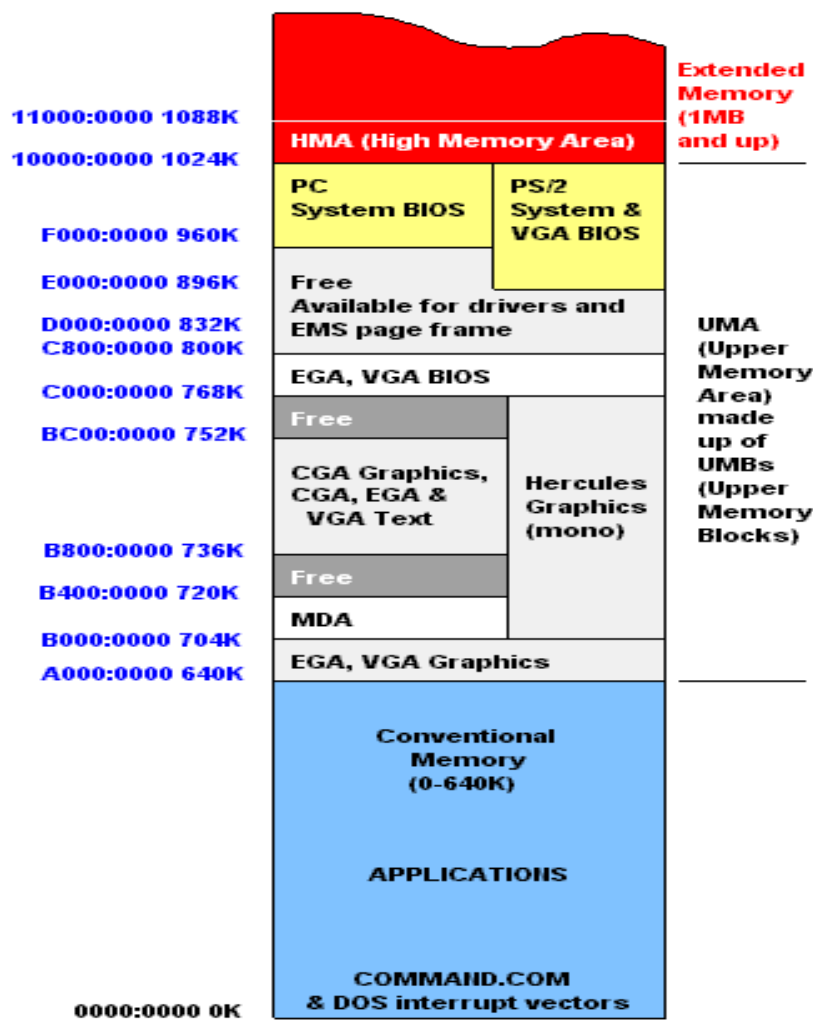 Extended
Memory
(1MB
and up)
11000:0000 1088K
HMA (High Memory Area)
10000:0000 1024K
PC
System BIOS
PS/2
System &
VGA BIOS
F000:0000 960K
E000:0000 896K
Free
Available for drivers and
EMS page frame
D000:0000 832K
C800:0000 800K
UMA
(Upper
Memory
Area)
made
up of
UMBs
(Upper
Memory
Blocks)
EGA, VGA BIOS
C000:0000 768K
Free
BC00:0000 752K
CGA Graphics,
CGA, EGA &
VGA Text
Hercules
Graphics
(mono)
B800:0000 736K
Free
B400:0000 720K
MDA
B000:0000 704K
EGA, VGA Graphics
A000:0000 640K
Conventional
Memory
(0-640K)
APPLICATIONS
COMMAND.COM
& DOS interrupt vectors
0000:0000 0K